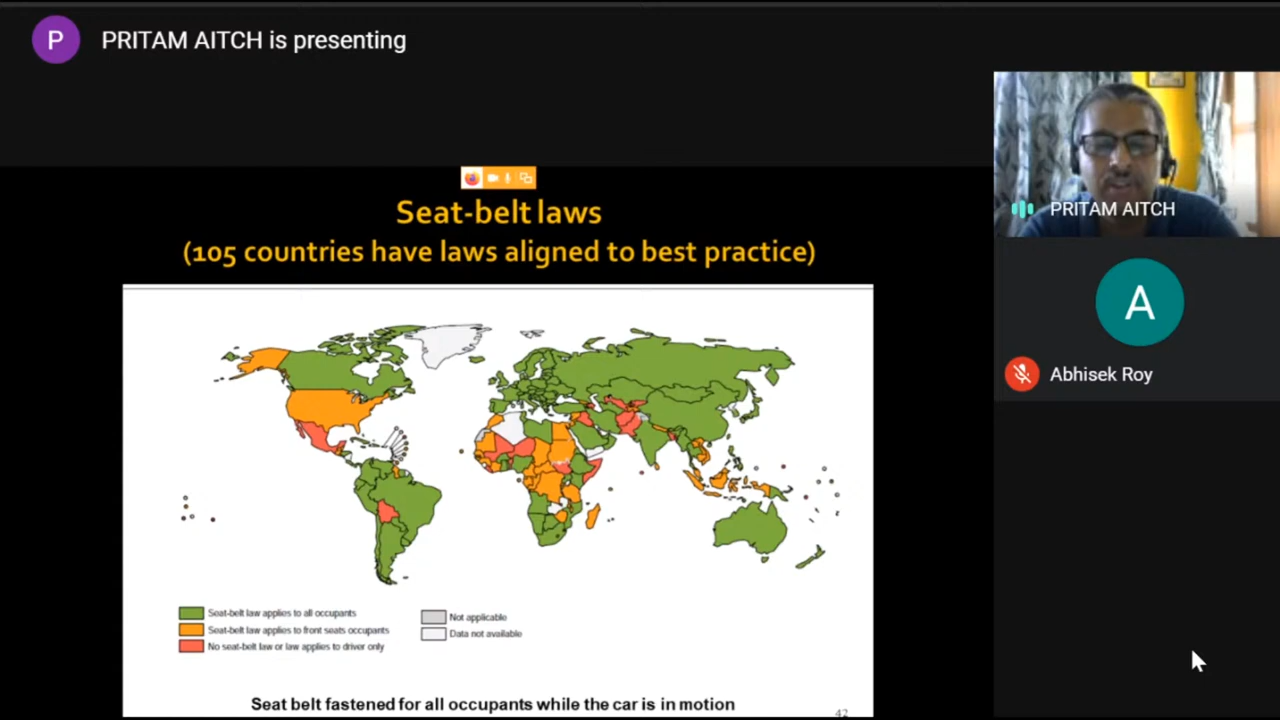 P
PRITAM AITCH is presenting
Seat-belt laws
(105 countries have laws aligned to best practice)
Seat-belt law applies to all occupants
Seat-belt law applies to front seats occupants
No seat-belt law or law applies to driver only
Not applicable
Data not available
Seat belt fastened for all occupants while the car is in motion
42
PRITAM AITCH
A
Abhisek Roy